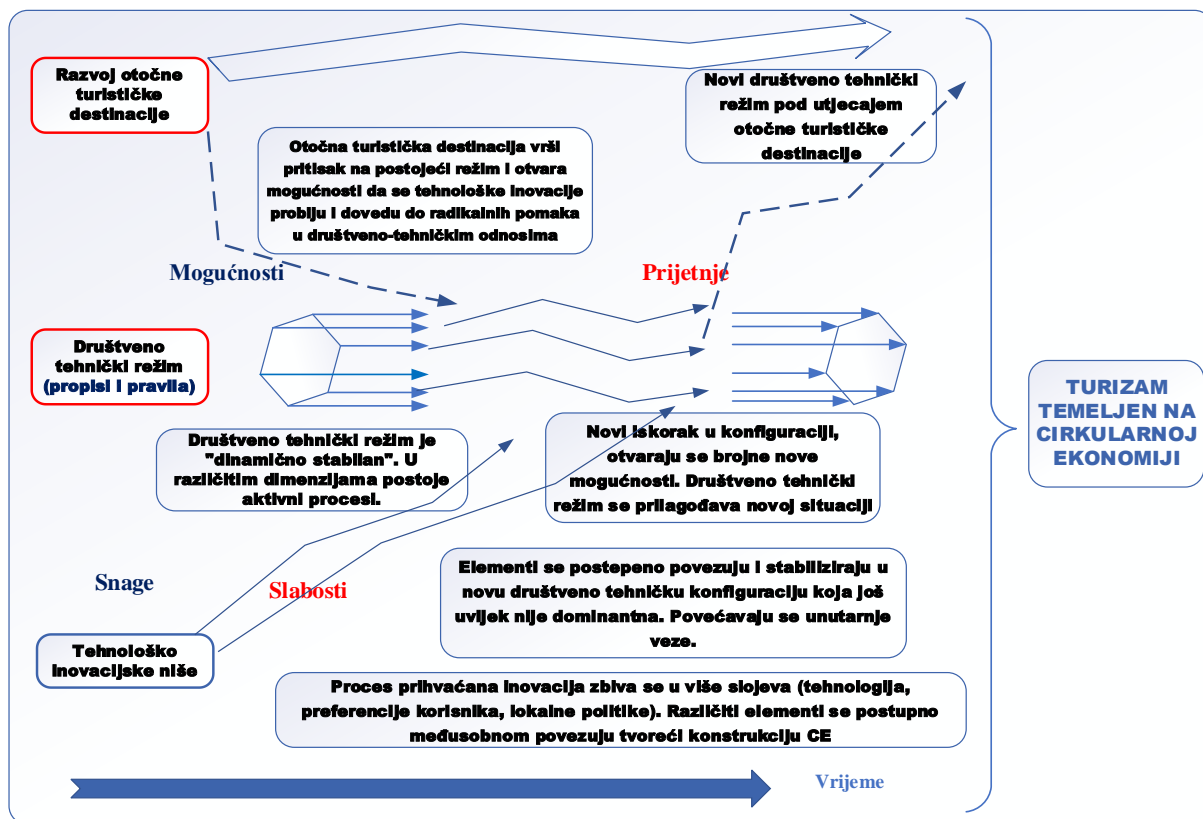 Razvoj otočne
turističke
destinacije
Novi društveno tehnički
režim pod utjecajem
otočne turističke
destinacije
Otočna turistička destinacija vrši
pritisak na postojeći režim i otvara
mogućnosti da se tehnološke inovacije
probiju i dovedu do radikalnih pomaka
u društveno-tehničkim odnosima
Mogućnosti
Prijetnje
Društveno
tehnički režim
(propisi i pravila)
TURIZAM
TEMELJEN NA
CIRKULARNOJ
EKONOMIJI
Društveno tehnički režim je
"dinamično stabilan". U
različitim dimenzijama postoje
aktivni procesi.
Novi iskorak u konfiguraciji,
otvaraju se brojne nove
mogućnosti. Društveno tehnički
režim se prilagođava novoj situaciji
Snage
Slabosti
Elementi se postepeno povezuju i stabiliziraju u
novu društveno tehničku konfiguraciju koja još
uvijek nije dominantna. Povećavaju se unutarnje
veze.
Tehnološko
inovacijske niše
Proces prihvaćana inovacija zbiva se u više slojeva (tehnologija,
preferencije korisnika, lokalne politike). Različiti elementi se postupno
međusobnom povezuju tvoreći konstrukciju CE
Vrijeme